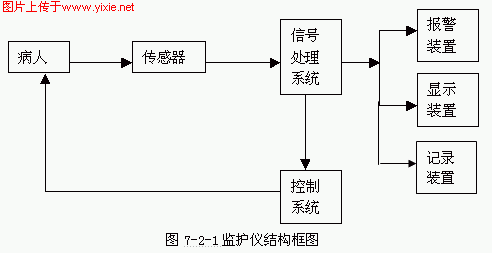 图片上传于www.yixie.net
病人
传感器
信号
处理
系统
报警
装置
显示
装置
记录
装置
控制
系统
图 7-2-1监护仪结构框图